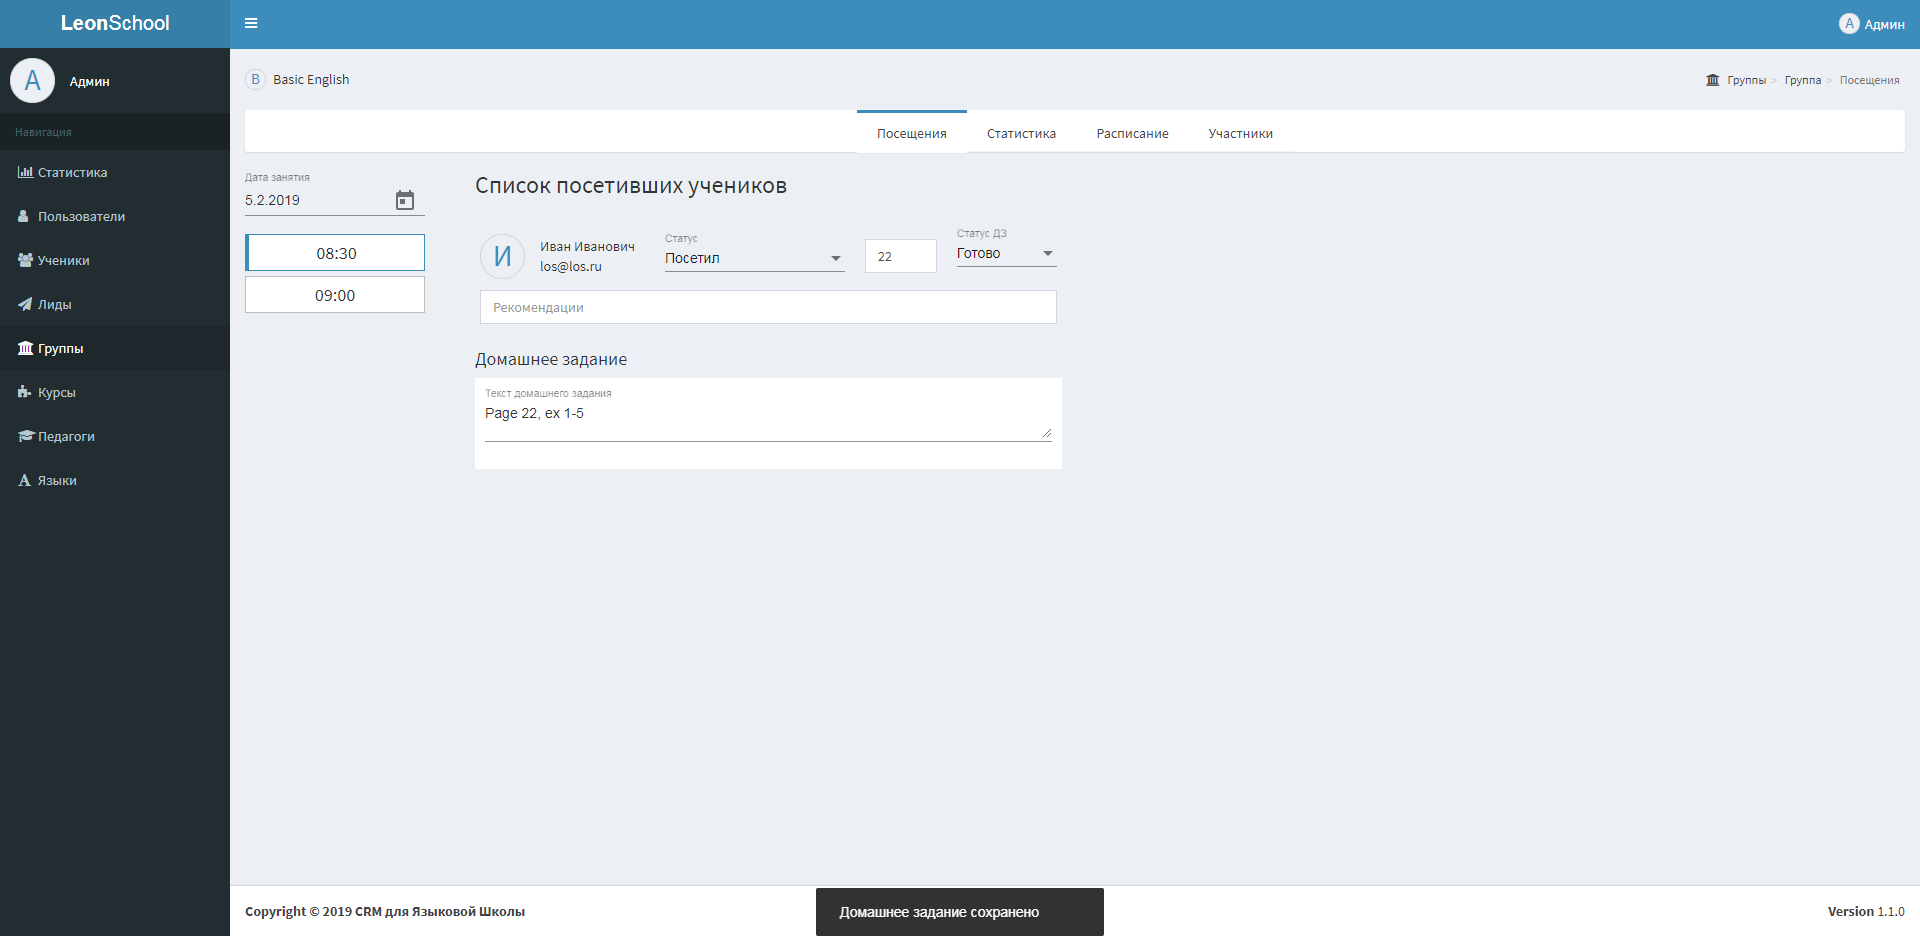 LeonSchool
A Админ
A Админ
Навигация
Статистика
Пользователи
Ученики
Лиды
Группы
Курсы
Педагоги
Языки
B Basic English
Группы > Группа > Посещения
Посещения Статистика Расписание Участники
Дата занятия
5.2.2019
08:30
09:00
Список посетивших учеников
И
Иван Иванович
los@los.ru
Статус
Посетил
22
Статус ДЗ
Готово
Рекомендации
Домашнее задание
Текст домашнего задания
Page 22, ex 1-5
Copyright © 2019 CRM для Языковой Школы
Домашнее задание сохранено
Version 1.1.0